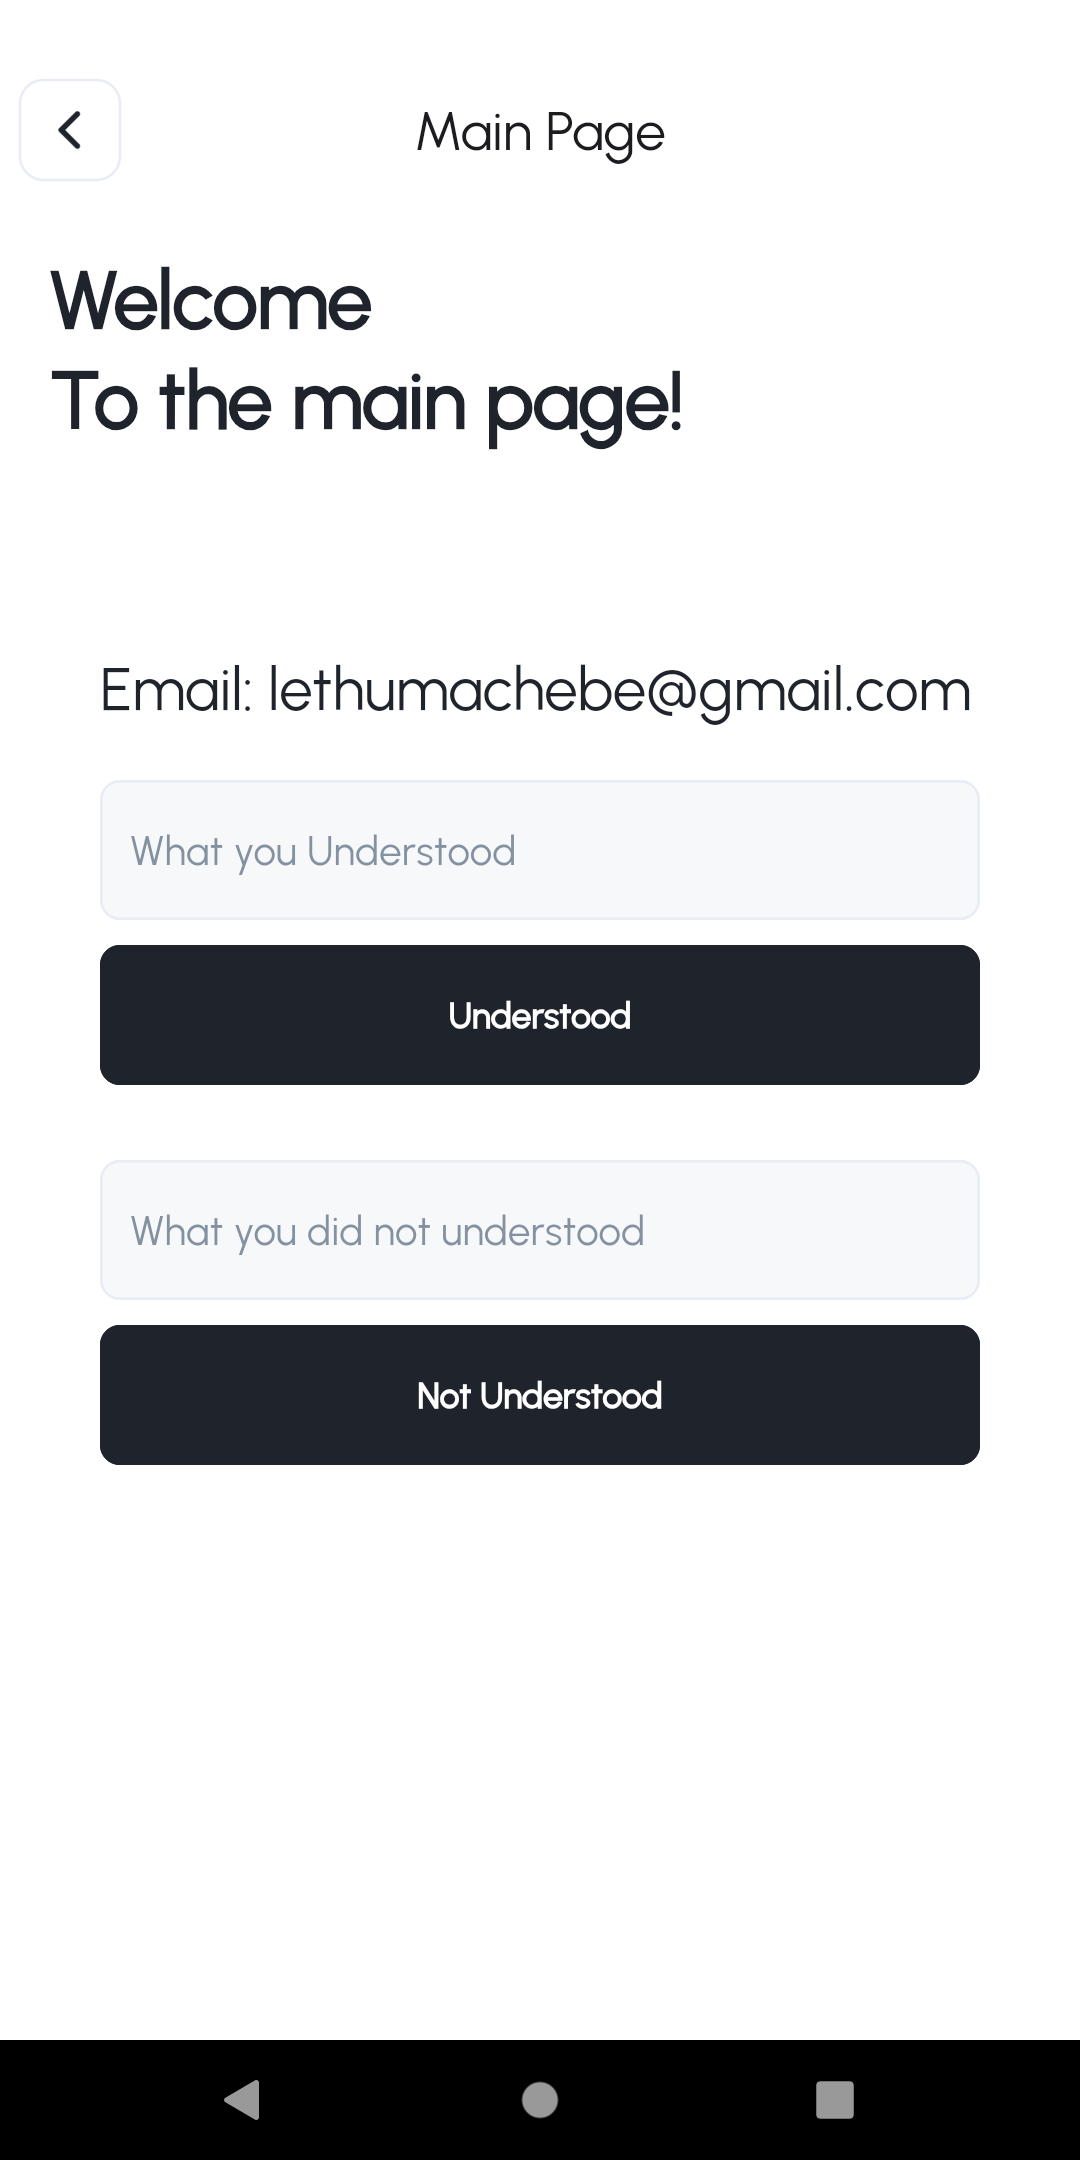 Main Page
Welcome
To the main page!
Email: lethumachebe@gmail.com
What you Understood
Understood
What you did not understood
Not Understood